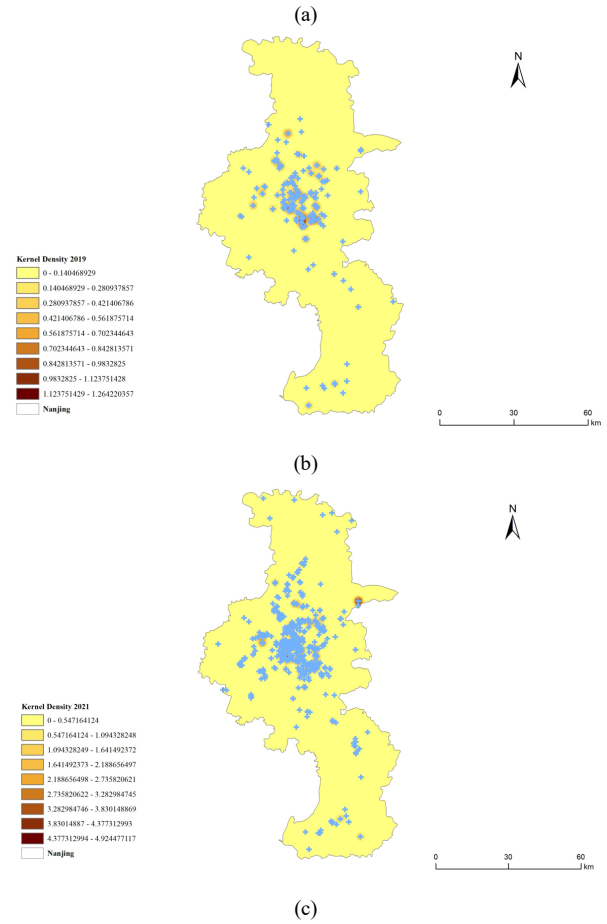 (a)
N
Kernel Density 2019
0 - 0.140468929
0.140468929 - 0.280937857
0.280937857 - 0.421406786
0.421406786 - 0.561875714
0.561875714 - 0.702344643
0.702344643 - 0.842813571
0.842813571 - 0.9832825
0.9832825 - 1.123751428
1.123751429 - 1.264220357
Nanjing
0 30 60
km
(b)
N
Kernel Density 2021
0 - 0.547164124
0.547164124 - 1.094328248
1.094328249 - 1.641492372
1.641492373 - 2.188656497
2.188656498 - 2.735820621
2.735820622 - 3.282984745
3.282984746 - 3.830148869
3.83014887 - 4.377312993
4.377312994 - 4.924477117
Nanjing
0 30 60
km
(c)